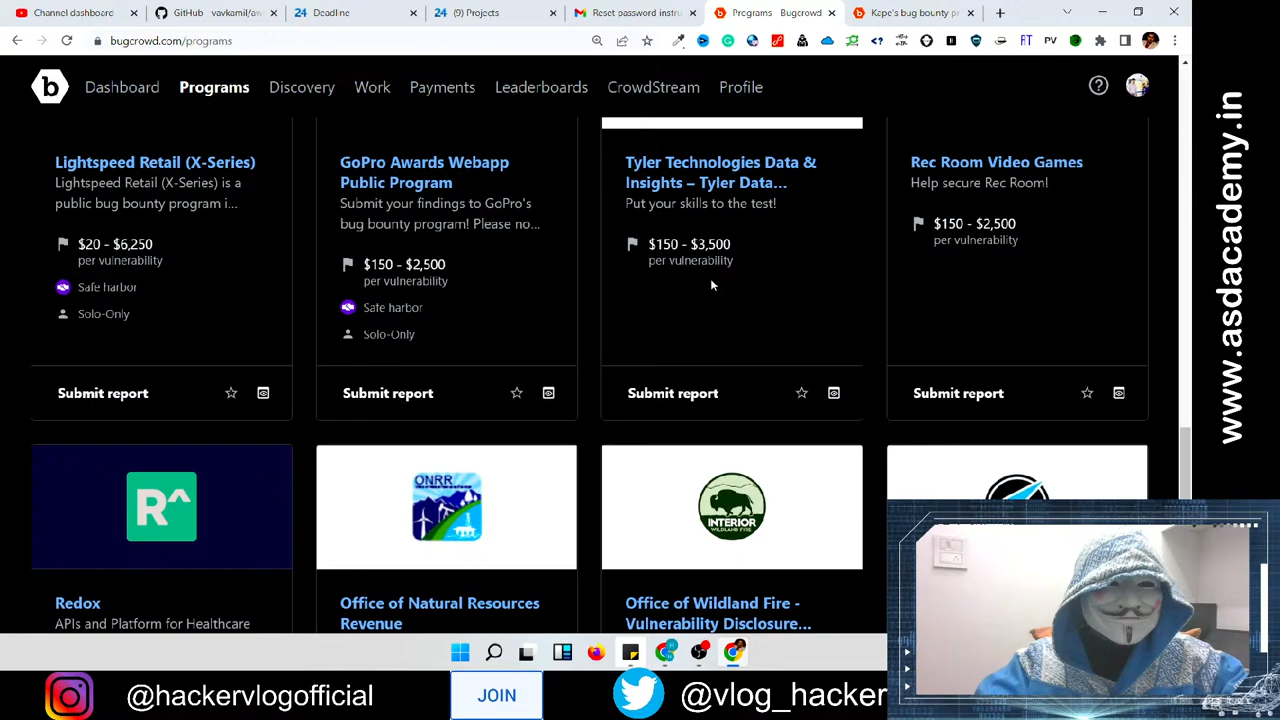 Channel dashboard
GitHub - vavkamil/aw
Deadline
(0) Projects
Reset password instru
Programs - Bugcrowd
Kape's bug bounty pr
bugcrowd.com/programs
RT
PV
b
Dashboard
Programs
Discovery
Work
Payments
Leaderboards
CrowdStream
Profile
Lightspeed Retail (X-Series)
Lightspeed Retail (X-Series) is a
public bug bounty program i...
$20 - $6,250
per vulnerability
Safe harbor
Solo-Only
Submit report
GoPro Awards Webapp
Public Program
Submit your findings to GoPro's
bug bounty program! Please no...
$150 - $2,500
per vulnerability
Safe harbor
Solo-Only
Submit report
Tyler Technologies Data &
Insights – Tyler Data...
Put your skills to the test!
$150 - $3,500
per vulnerability
Submit report
Rec Room Video Games
Help secure Rec Room!
$150 - $2,500
per vulnerability
Submit report
R^
ONRR
INTERIOR
WILDLAND FIRE
Redox
APIs and Platform for Healthcare
Office of Natural Resources
Revenue
Office of Wildland Fire -
Vulnerability Disclosure...
www.asdacademy.in
@hackervlogofficial
JOIN
@vlog_hacker